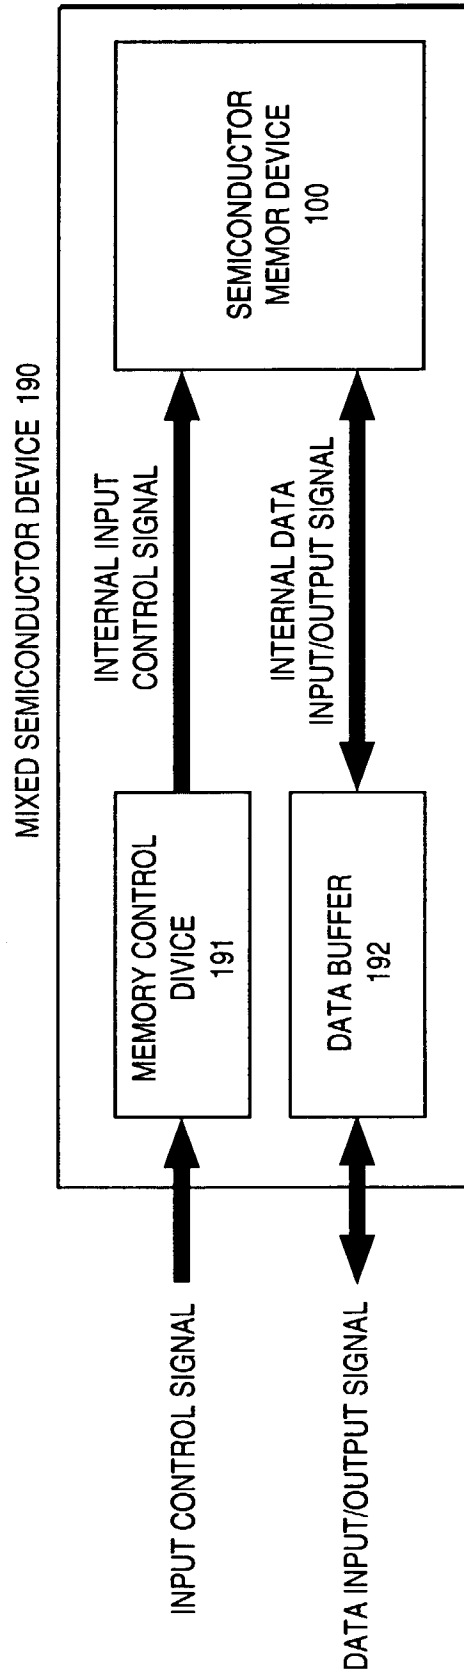 MIXED SEMICONDUCTOR DEVICE 190
INPUT CONTROL SIGNAL
MEMORY CONTROL
DIVICE
191
INTERNAL INPUT
CONTROL SIGNAL
SEMICONDUCTOR
MEMOR DEVICE
100
DATA INPUT/OUTPUT SIGNAL
DATA BUFFER
192
INTERNAL DATA
INPUT/OUTPUT SIGNAL